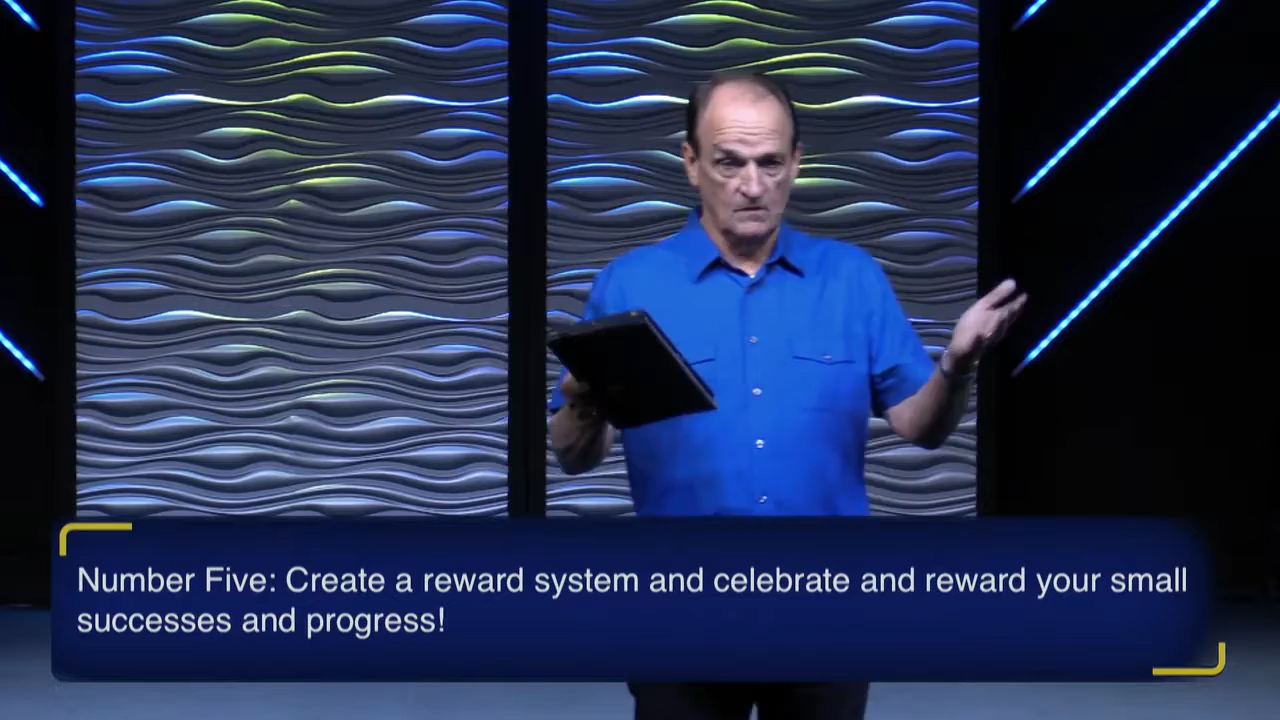 Number Five: Create a reward system and celebrate and reward your small
successes and progress!